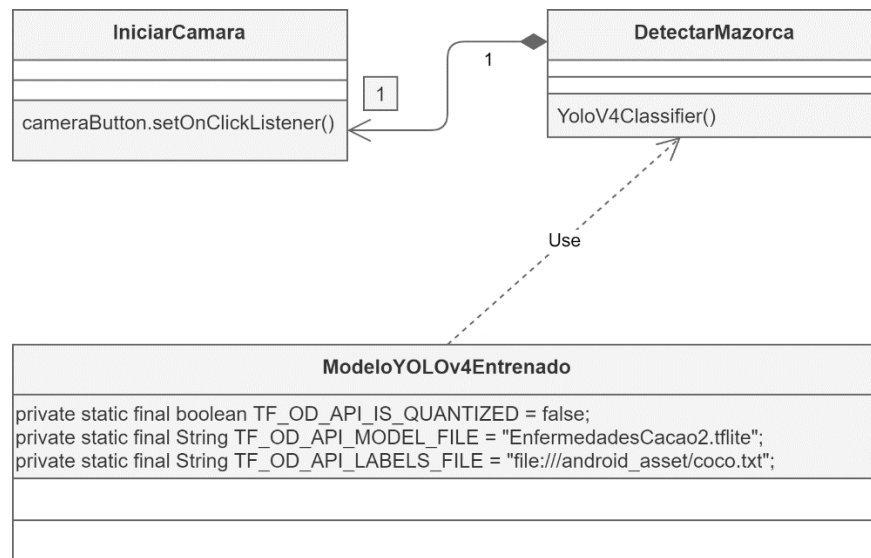 IniciarCamara
cameraButton.setOnClickListener()
1
1
DetectarMazorca
YoloV4Classifier()
Use
ModeloYOLOv4Entrenado
private static final boolean TF_OD_API_IS_QUANTIZED = false;
private static final String TF_OD_API_MODEL_FILE = "EnfermedadesCacao2.tflite";
private static final String TF_OD_API_LABELS_FILE = "file:///android_asset/coco.txt";